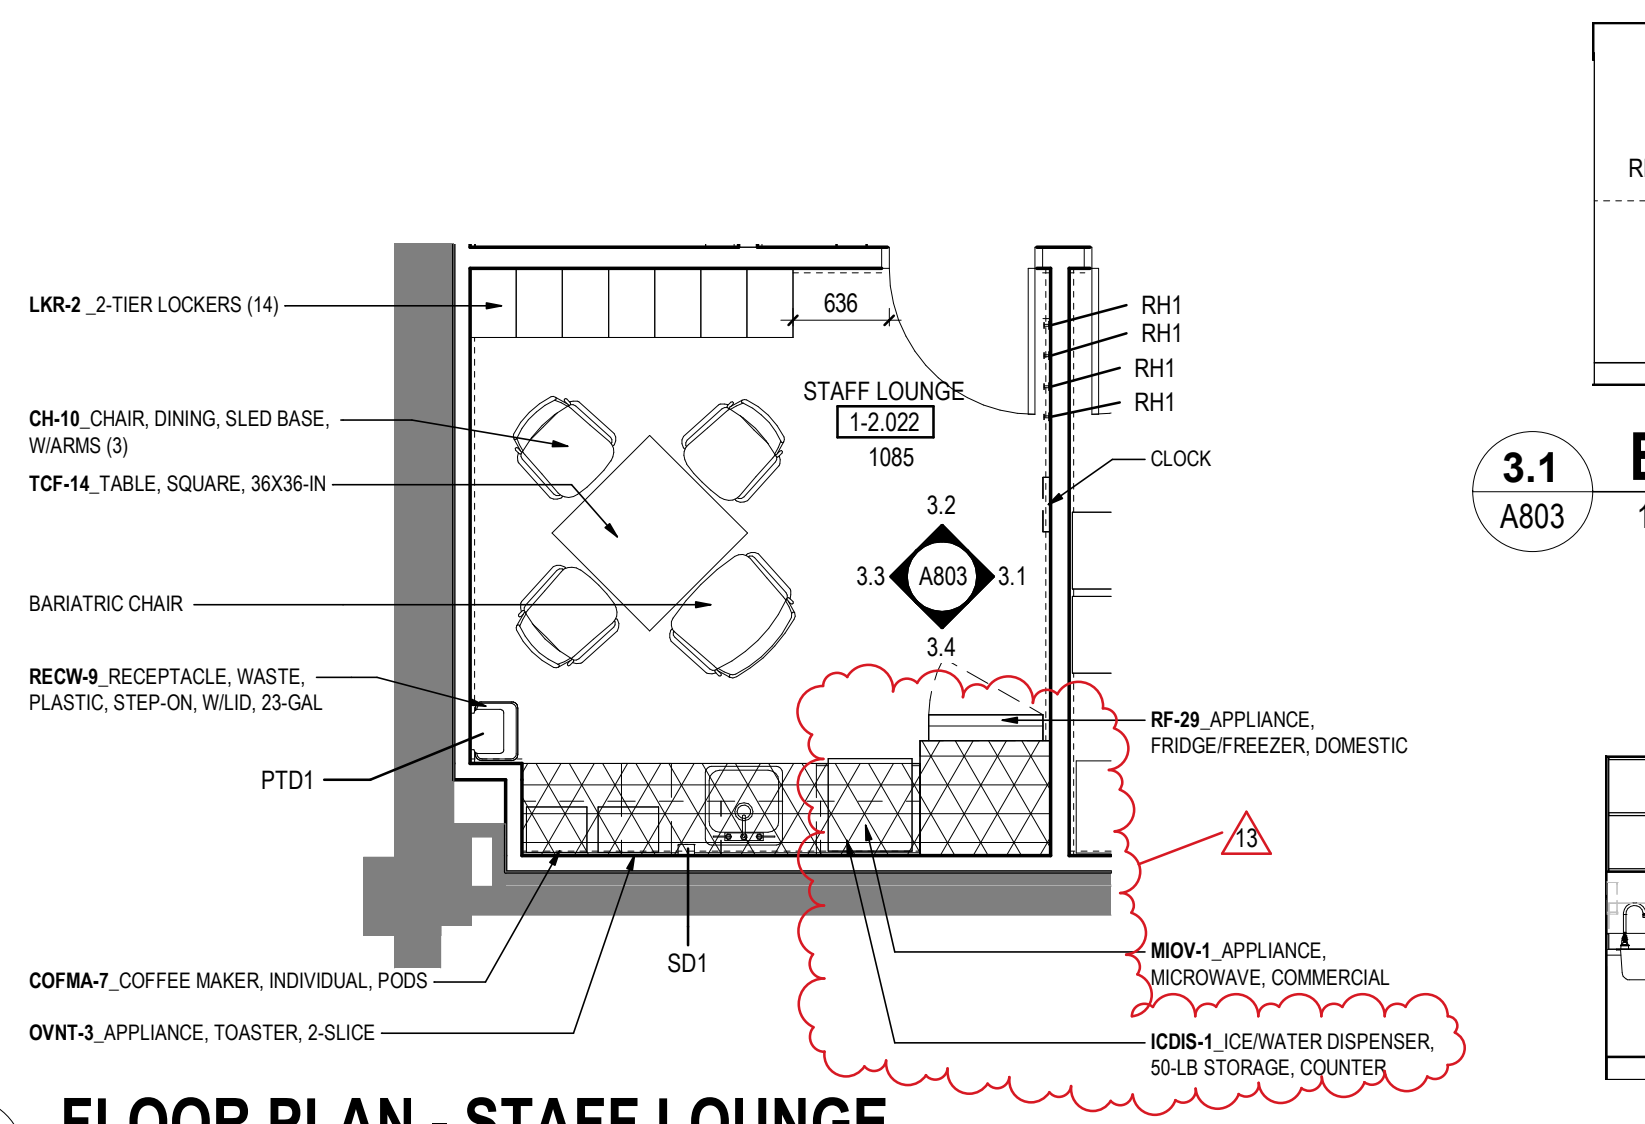 LKR-2 _2-TIER LOCKERS (14)
636
RH1
RH1
RH1
RH1
STAFF LOUNGE
1-2.022
1085
CH-10_CHAIR, DINING, SLED BASE,
W/ARMS (3)
TCF-14_TABLE, SQUARE, 36X36-IN
CLOCK
3.2
3.3
A803
3.1
3.4
BARIATRIC CHAIR
RECW-9_RECEPTACLE, WASTE,
PLASTIC, STEP-ON, W/LID, 23-GAL
PTD1
RF-29_APPLIANCE,
FRIDGE/FREEZER, DOMESTIC
13
SD1
MIOV-1_APPLIANCE,
MICROWAVE, COMMERCIAL
COFMA-7_COFFEE MAKER, INDIVIDUAL, PODS
OVNT-3_APPLIANCE, TOASTER, 2-SLICE
ICDIS-1_ICE/WATER DISPENSER,
50-LB STORAGE, COUNTER
FLOOR PLAN - STAFF LOUNGE
3.1
A803